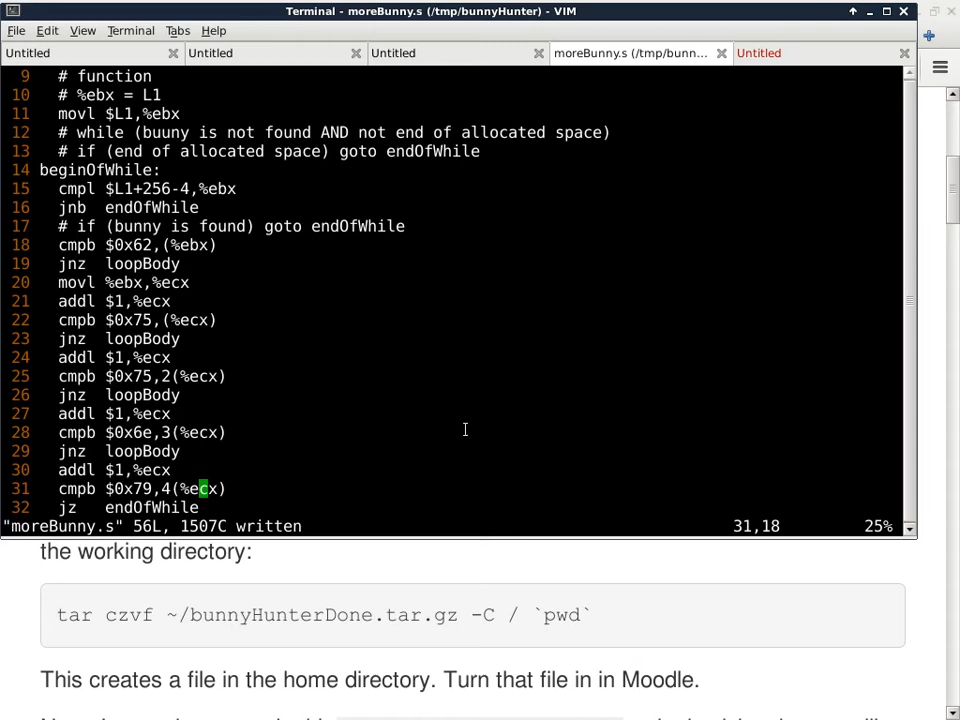 Terminal - moreBunny.s (/tmp/bunnyHunter) - VIM
File Edit View Terminal Tabs Help
Untitled Untitled Untitled moreBunny.s (/tmp/bunn... Untitled
9 # function
10 # %ebx = L1
11 movl $L1,%ebx
12 # while (buuny is not found AND not end of allocated space)
13 # if (end of allocated space) goto endOfWhile
14 beginOfWhile:
15 cmpl $L1+256-4,%ebx
16 jnb endOfWhile
17 # if (bunny is found) goto endOfWhile
18 cmpb $0x62,(%ebx)
19 jnz loopBody
20 movl %ebx,%ecx
21 addl $1,%ecx
22 cmpb $0x75,(%ecx)
23 jnz loopBody
24 addl $1,%ecx
25 cmpb $0x75,2(%ecx)
26 jnz loopBody
27 addl $1,%ecx
28 cmpb $0x6e,3(%ecx)
29 jnz loopBody
30 addl $1,%ecx
31 cmpb $0x79,4(%ecx)
32 jz endOfWhile
"moreBunny.s" 56L, 1507C written 31,18 25%
the working directory:
tar czvf ~/bunnyHunterDone.tar.gz -C / `pwd`
This creates a file in the home directory. Turn that file in in Moodle.